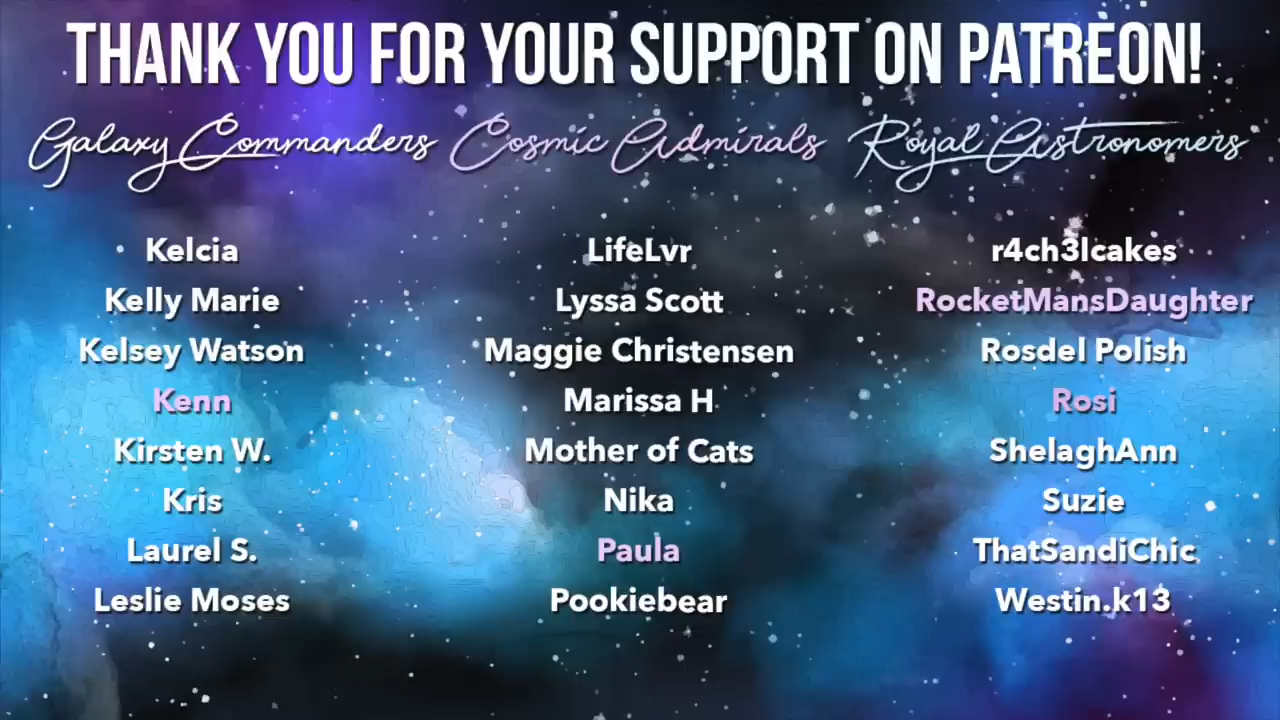 THANK YOU FOR YOUR SUPPORT ON PATREON!
Galaxy Commanders Cosmic Admirals Royal Astronomers
Kelcia LifeLvr r4ch3lcakes
Kelly Marie Lyssa Scott RocketMansDaughter
Kelsey Watson Maggie Christensen Rosdel Polish
Kenn Marissa H Rosi
Kirsten W. Mother of Cats ShelaghAnn
Kris Nika Suzie
Laurel S. Paula ThatSandiChic
Leslie Moses Pookiebear Westin.k13